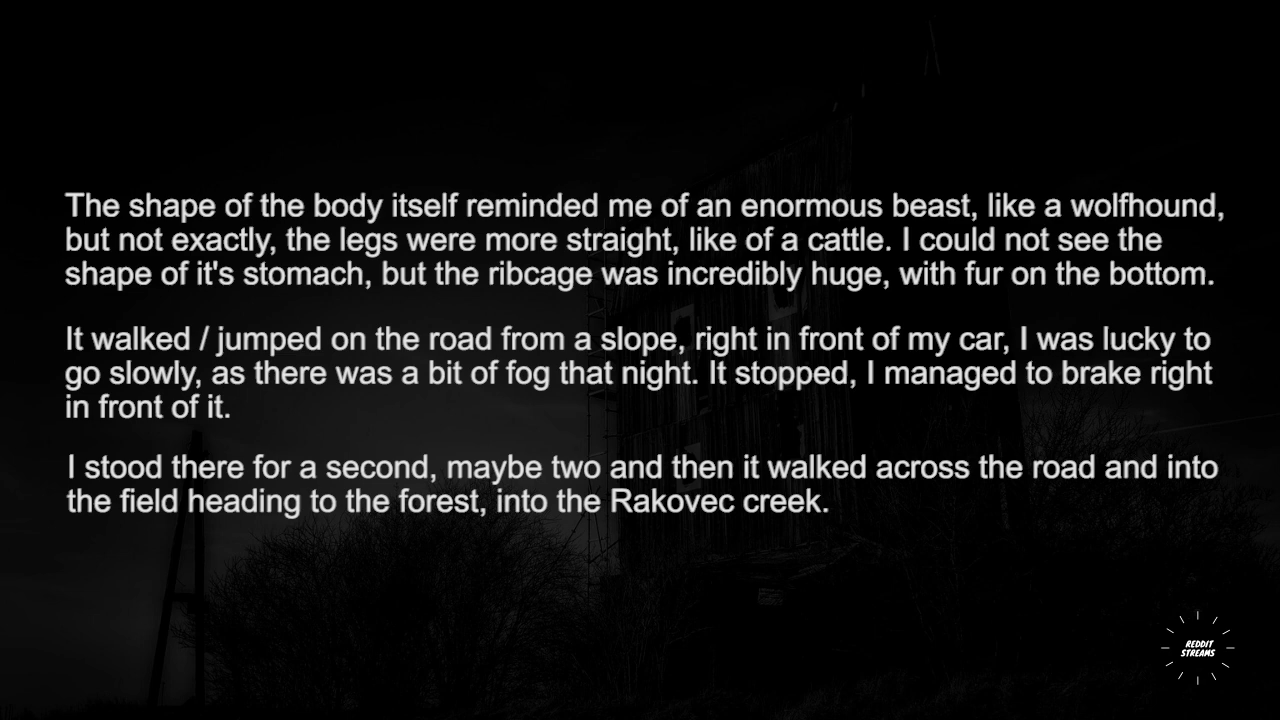 The shape of the body itself reminded me of an enormous beast, like a wolfhound,
but not exactly, the legs were more straight, like of a cattle. I could not see the
shape of it's stomach, but the ribcage was incredibly huge, with fur on the bottom.
It walked / jumped on the road from a slope, right in front of my car, I was lucky to
go slowly, as there was a bit of fog that night. It stopped, I managed to brake right
in front of it.
I stood there for a second, maybe two and then it walked across the road and into
the field heading to the forest, into the Rakovec creek.
REDDIT
STREAMS